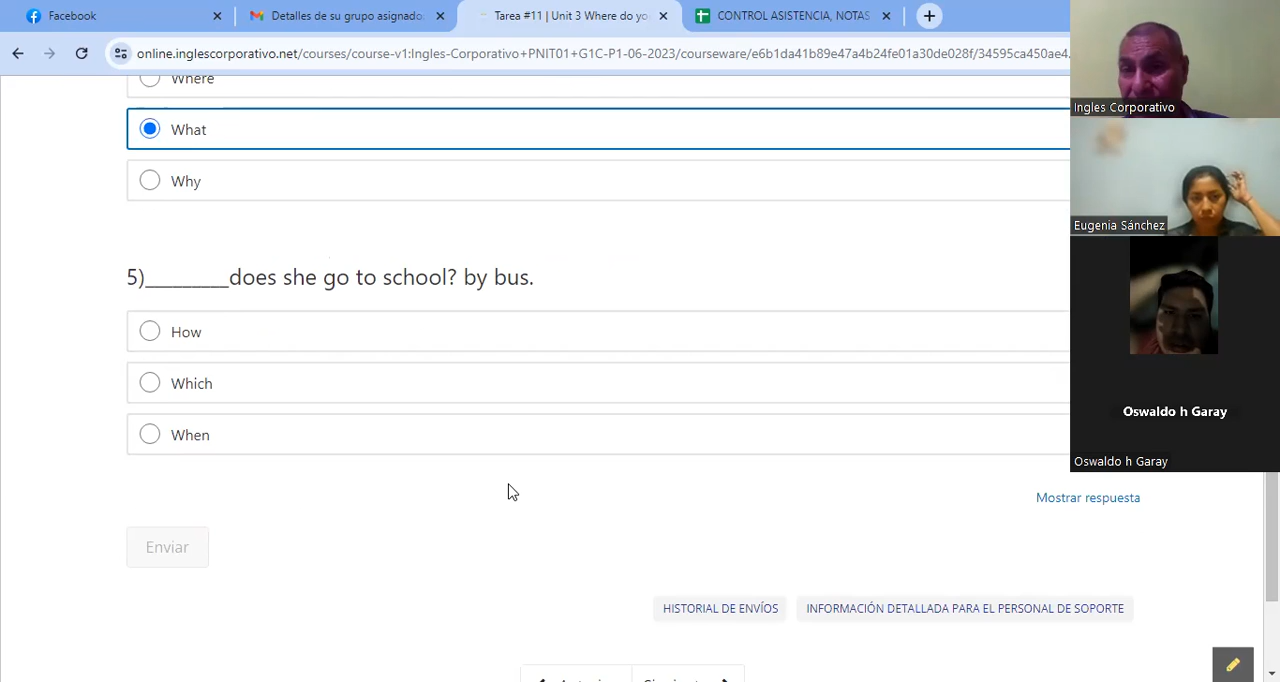 Facebook
Detalles de su grupo asignado
Tarea #11 | Unit 3 Where do yo
CONTROL ASISTENCIA, NOTAS
online.inglescorporativo.net/courses/course-v1:Ingles-Corporativo+PNIT01+G1C-P1-06-2023/courseware/e6b1da41b89e47a4b24fe01a30de028f/34595ca450ae4.
Where
What
Why
5)________does she go to school? by bus.
How
Which
When
Mostrar respuesta
Enviar
HISTORIAL DE ENVÍOS
INFORMACIÓN DETALLADA PARA EL PERSONAL DE SOPORTE
Ingles Corporativo
Eugenia Sánchez
Oswaldo h Garay
Oswaldo h Garay